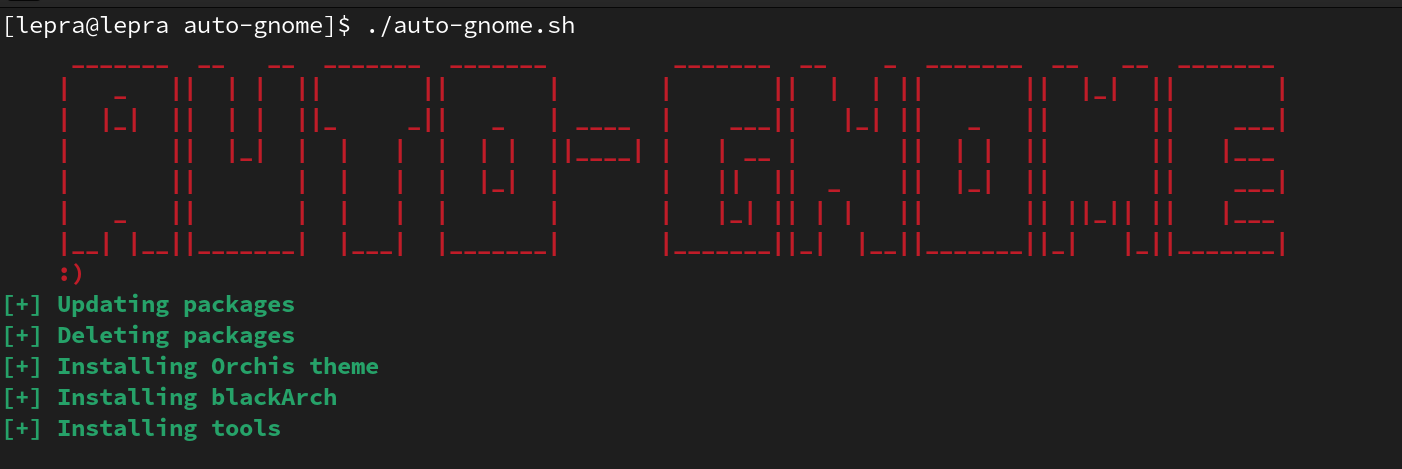 [lepra@lepra auto-gnome]$ ./auto-gnome.sh
AUTO-GNOME
:)
[+] Updating packages
[+] Deleting packages
[+] Installing Orchis theme
[+] Installing blackArch
[+] Installing tools